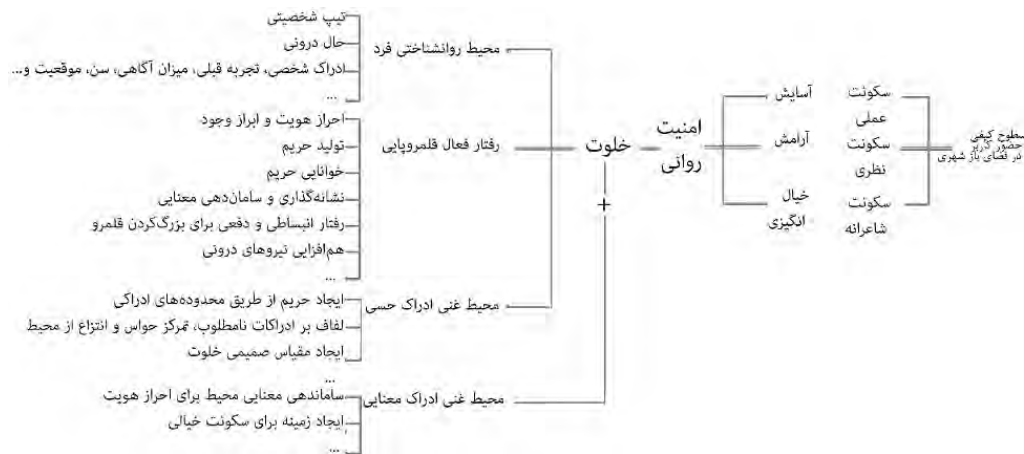 سطوح کیفی
حضور کاربر
در فضای باز شهری
سکونت
عملی
سکونت
نظری
سکونت
شاعرانه
آسایش
آرامش
خیال
انگیزی
امنیت
روانی
خلوت
+
محیط روانشناختی فرد
تیپ شخصیتی
حال درونی
ادراک شخصی، تجربه قبلی، میزان آگاهی، سن، موقعیت و...
...
رفتار فعال قلمروپایی
احراز هویت و ابراز وجود
تولید حریم
خوانایی حریم
نشانه‌گذاری و سامان‌دهی معنایی
رفتار انبساطی و دفعی برای بزرگ‌کردن قلمرو
هم‌افزایی نیروهای درونی
...
محیط غنی ادراک حسی
ایجاد حریم از طریق محدوده‌های ادراکی
لفاف بر ادراکات نامطلوب، تمرکز حواس و انتزاع از محیط
ایجاد مقیاس صمیمی خلوت
...
محیط غنی ادراک معنایی
ساماندهی معنایی محیط برای احراز هویت
ایجاد زمینه برای سکونت خیالی
...